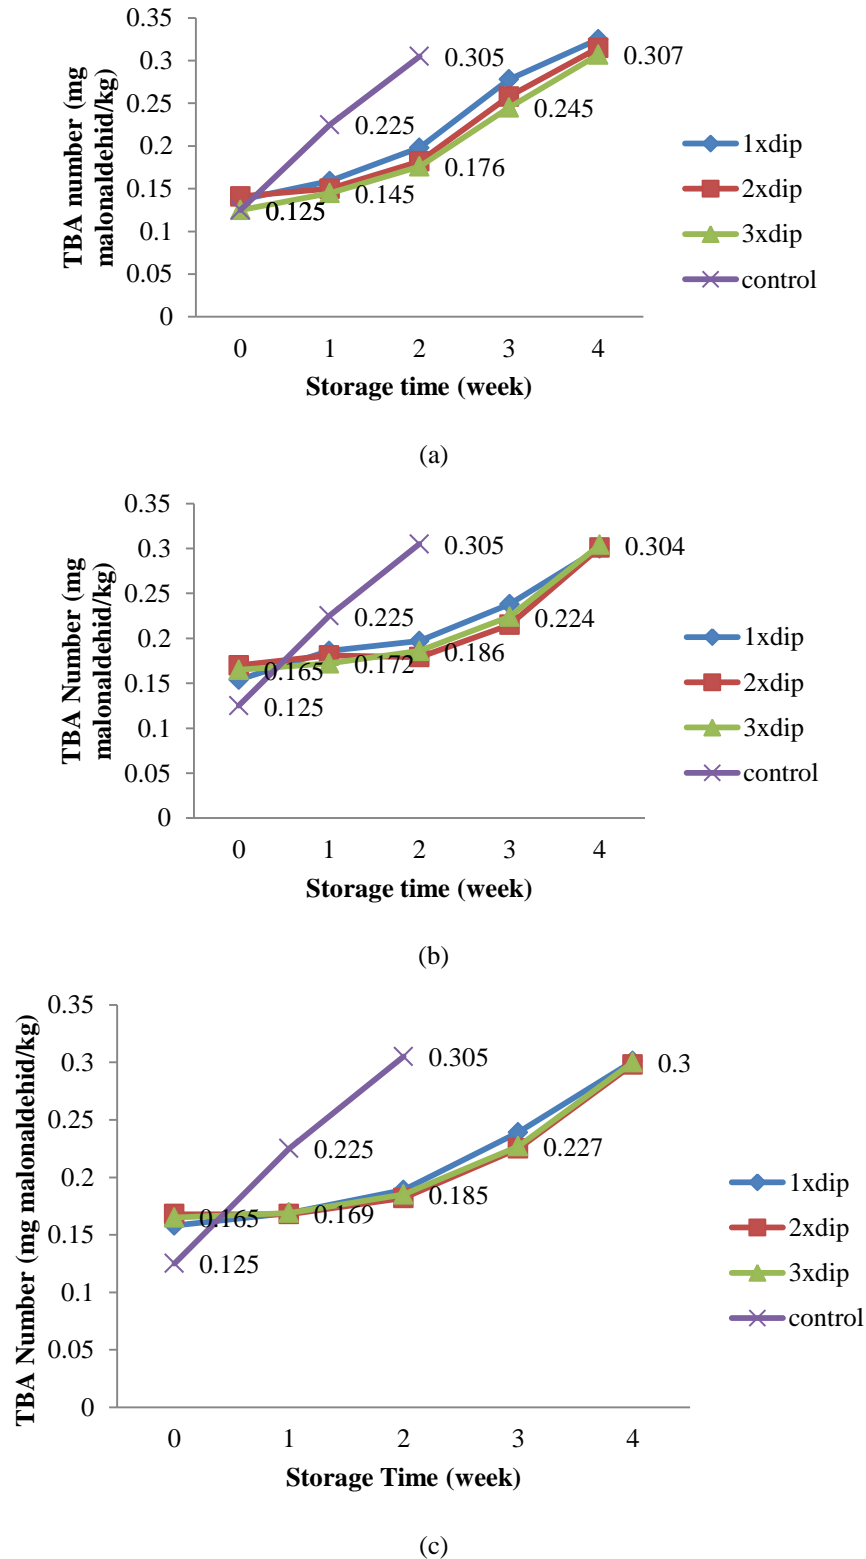 0.35
0.3
0.25
0.2
0.15
0.1
0.05
0
TBA number (mg
malonaldehid/kg)
0.125
0.145
0.176
0.245
0.307
0.125
0.225
0.305
0 1 2 3 4
Storage time (week)
1xdip
2xdip
3xdip
control
(a)
0.35
0.3
0.25
0.2
0.15
0.1
0.05
0
TBA Number (mg
malonaldehid/kg)
0.165
0.172
0.186
0.224
0.304
0.125
0.225
0.305
0 1 2 3 4
Storage time (week)
1xdip
2xdip
3xdip
control
(b)
0.35
0.3
0.25
0.2
0.15
0.1
0.05
0
TBA Number (mg malonaldehid/kg)
0.165
0.169
0.185
0.227
0.3
0.125
0.225
0.305
0 1 2 3 4
Storage Time (week)
1xdip
2xdip
3xdip
control
(c)